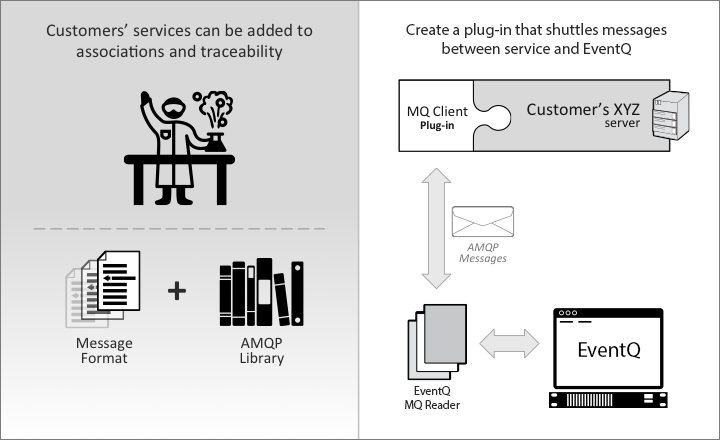 Customers’ services can be added to
associations and traceability
Message
Format
+
AMQP
Library
Create a plug-in that shuttles messages
between service and EventQ
MQ Client
Plug-in
Customer’s XYZ
server
AMQP
Messages
EventQ
MQ Reader
EventQ